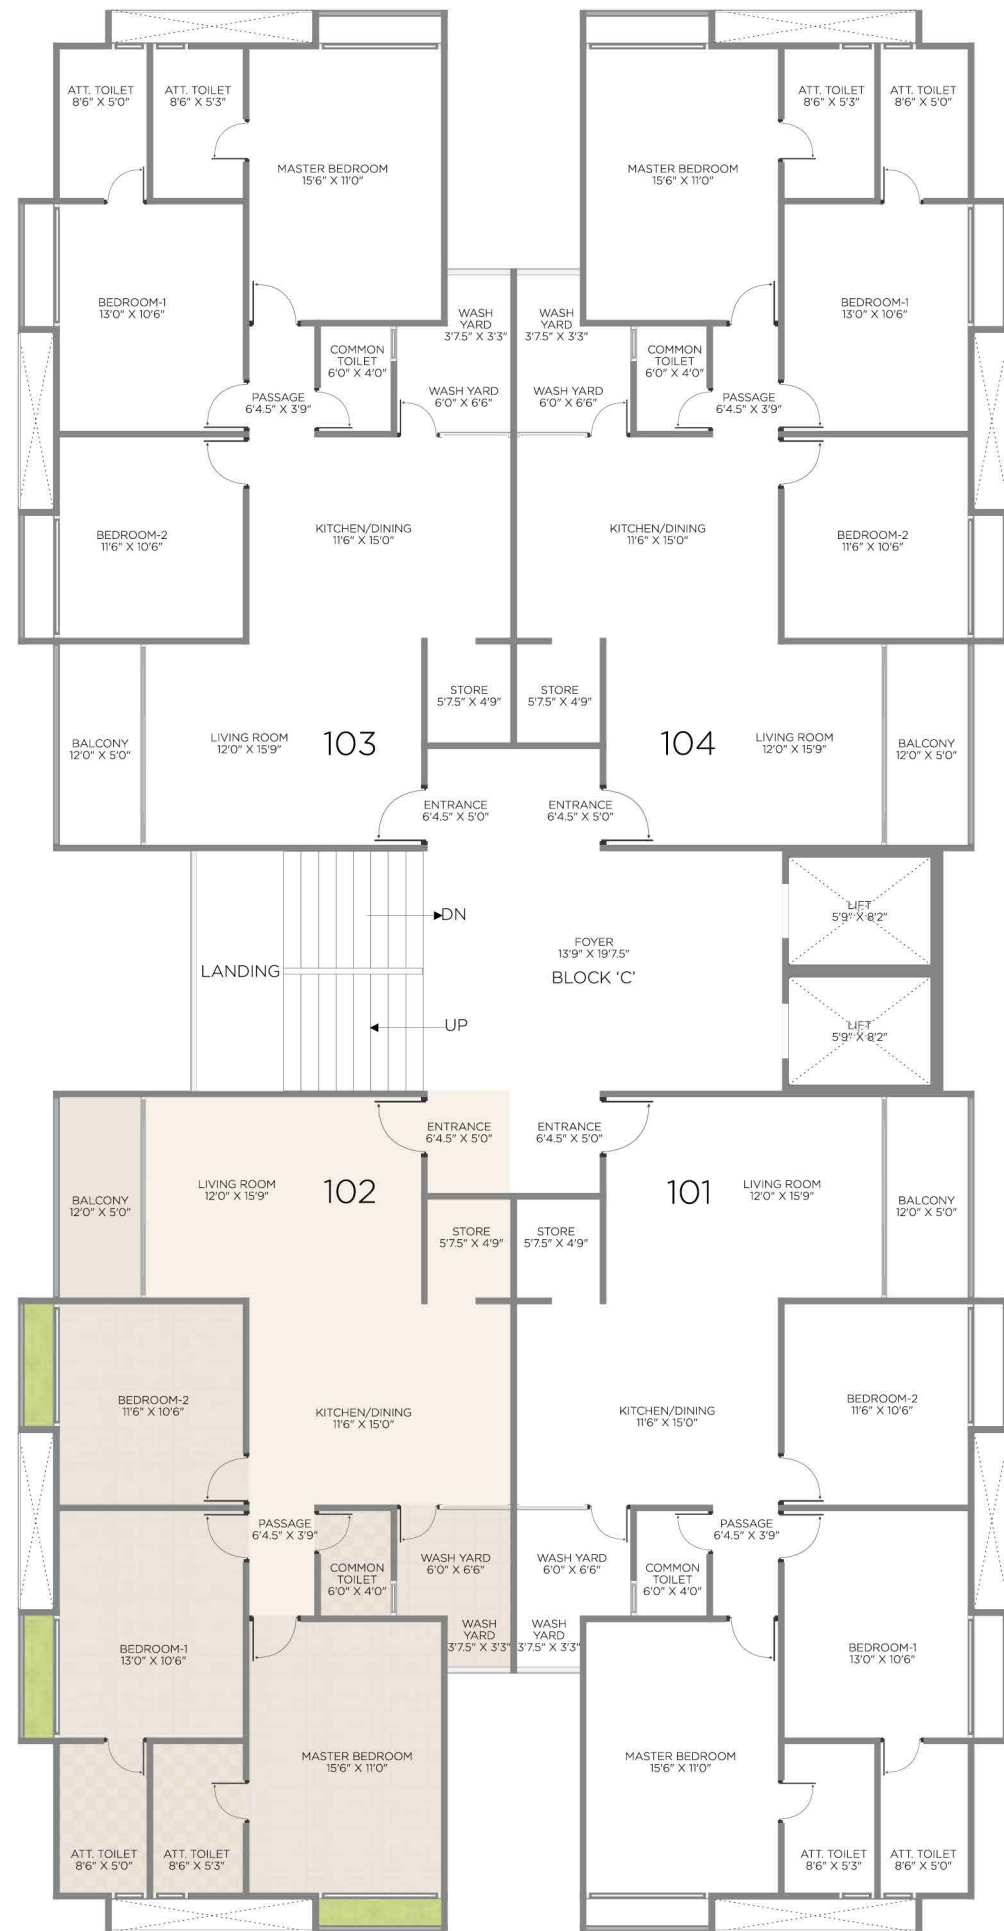 ATT. TOILET
8'6" X 5'0"
ATT. TOILET
8'6" X 5'3"
MASTER BEDROOM
15'6" X 11'0"
BEDROOM-1
13'0" X 10'6"
WASH
YARD
3'7.5" X 3'3"
COMMON
TOILET
6'0" X 4'0"
WASH YARD
6'0" X 6'6"
PASSAGE
6'4.5" X 3'9"
BEDROOM-2
11'6" X 10'6"
KITCHEN/DINING
11'6" X 15'0"
STORE
5'7.5" X 4'9"
BALCONY
12'0" X 5'0"
LIVING ROOM
12'0" X 15'9"
103
ENTRANCE
6'4.5" X 5'0"
ATT. TOILET
8'6" X 5'3"
ATT. TOILET
8'6" X 5'0"
MASTER BEDROOM
15'6" X 11'0"
BEDROOM-1
13'0" X 10'6"
WASH
YARD
3'7.5" X 3'3"
COMMON
TOILET
6'0" X 4'0"
WASH YARD
6'0" X 6'6"
PASSAGE
6'4.5" X 3'9"
KITCHEN/DINING
11'6" X 15'0"
BEDROOM-2
11'6" X 10'6"
STORE
5'7.5" X 4'9"
104
LIVING ROOM
12'0" X 15'9"
BALCONY
12'0" X 5'0"
ENTRANCE
6'4.5" X 5'0"
DN
LANDING
UP
FOYER
13'9" X 19'7.5"
BLOCK ‘C’
LIFT
5'9" X 8'2"
LIFT
5'9" X 8'2"
ENTRANCE
6'4.5" X 5'0"
BALCONY
12'0" X 5'0"
LIVING ROOM
12'0" X 15'9"
102
STORE
5'7.5" X 4'9"
BEDROOM-2
11'6" X 10'6"
KITCHEN/DINING
11'6" X 15'0"
PASSAGE
6'4.5" X 3'9"
COMMON
TOILET
6'0" X 4'0"
WASH YARD
6'0" X 6'6"
WASH
YARD
3'7.5" X 3'3"
BEDROOM-1
13'0" X 10'6"
MASTER BEDROOM
15'6" X 11'0"
ATT. TOILET
8'6" X 5'0"
ATT. TOILET
8'6" X 5'3"
ENTRANCE
6'4.5" X 5'0"
101
LIVING ROOM
12'0" X 15'9"
BALCONY
12'0" X 5'0"
STORE
5'7.5" X 4'9"
KITCHEN/DINING
11'6" X 15'0"
BEDROOM-2
11'6" X 10'6"
PASSAGE
6'4.5" X 3'9"
WASH YARD
6'0" X 6'6"
COMMON
TOILET
6'0" X 4'0"
WASH
YARD
3'7.5" X 3'3"
BEDROOM-1
13'0" X 10'6"
MASTER BEDROOM
15'6" X 11'0"
ATT. TOILET
8'6" X 5'3"
ATT. TOILET
8'6" X 5'0"